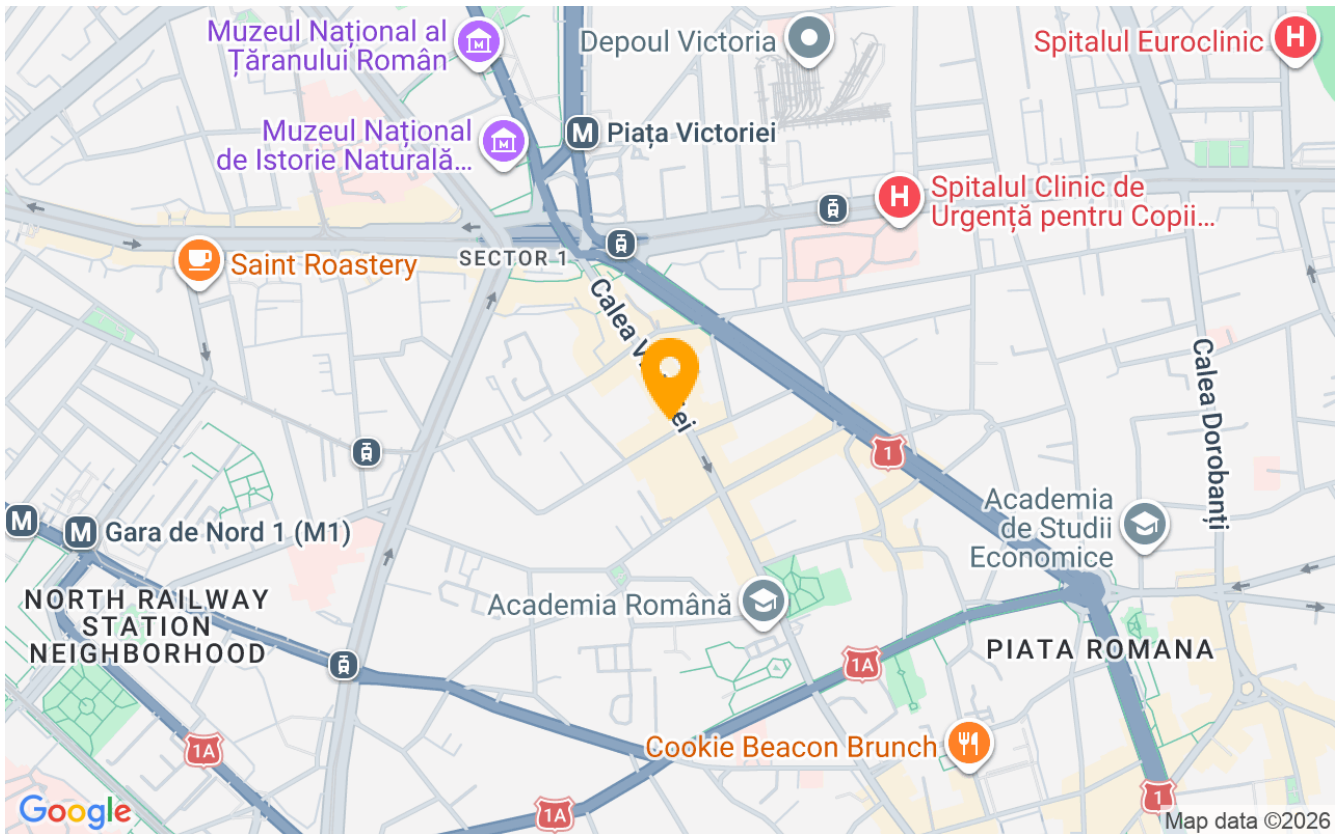 Muzeul Național al
Țăranului Român
Depoul Victoria
Spitalul Euroclinic
H
M
Muzeul Național
de Istorie Naturală...
M
M
Piața Victoriei
H
Spitalul Clinic de
Urgență pentru Copii...
Saint Roastery
SECTOR 1
Calea V
iei
Calea Dorobanți
1
Academia
de Studii
Economice
M
M
Gara de Nord 1 (M1)
NORTH RAILWAY
STATION
NEIGHBORHOOD
Academia Română
PIATA ROMANA
1A
1A
Cookie Beacon Brunch
1A
1
Google
Map data ©2026